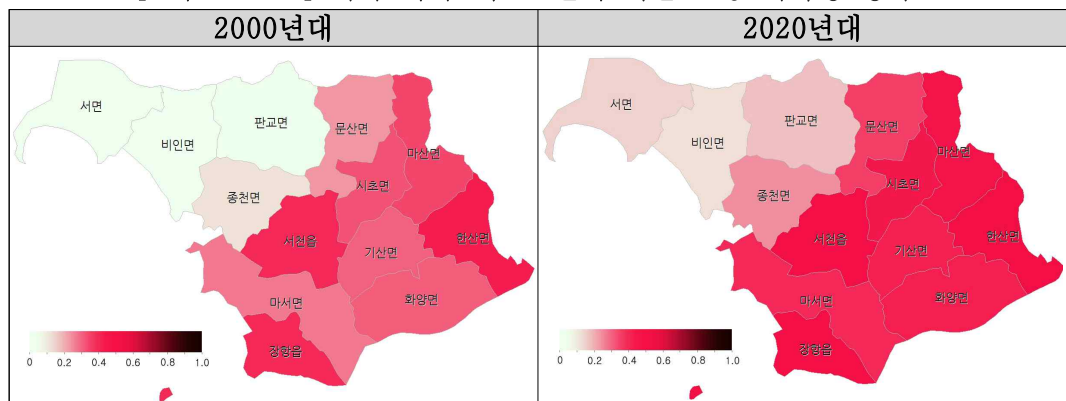 2000년대
2020년대
서면
비인면
판교면
문산면
마산면
종천면
시초면
서천읍
기산면
한산면
마서면
화양면
장항읍
0 0.2 0.4 0.6 0.8 1.0
서면
비인면
판교면
문산면
마산면
종천면
시초면
서천읍
기산면
한산면
마서면
화양면
장항읍
0 0.2 0.4 0.6 0.8 1.0